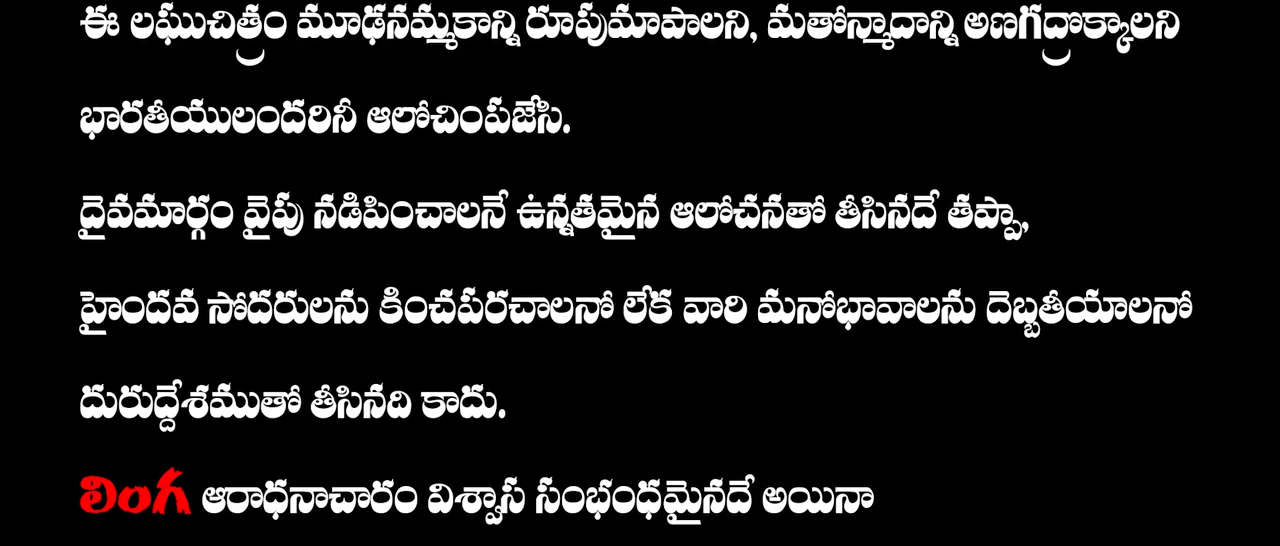 ఈ లఘుచిత్రం మూఢనమ్మకాన్ని రూపుమాపాలని, మతోన్మాదాన్ని అణగద్రొక్కాలని
భారతీయులందరినీ ఆలోచింపజేసి.
దైవమార్గం వైపు నడిపించాలనే ఉన్నతమైన ఆలోచనతో తీసినదే తప్పా,
హైందవ సోదరులను కించపరచాలనో లేక వారి మనోభావాలను దెబ్బతీయాలనో
దురుద్దేశముతో తీసినది కాదు.
లింగ ఆరాధనాచారం విశ్వాస సంభంధమైనదే అయినా